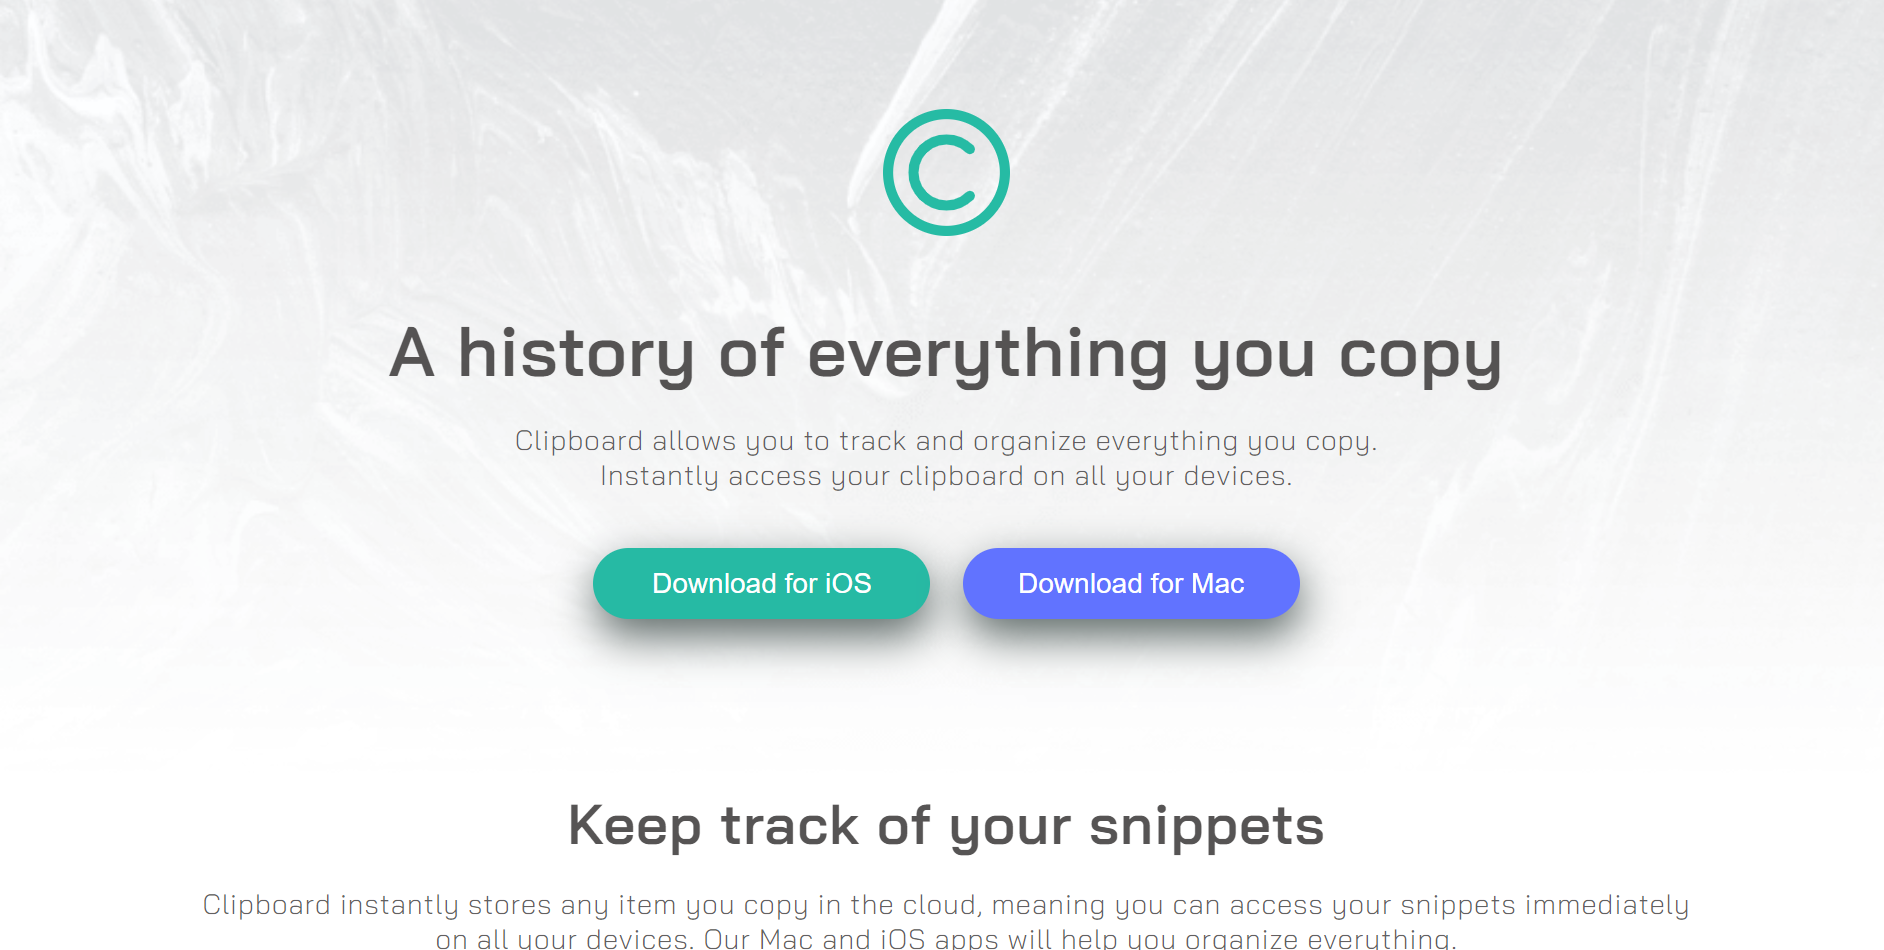 ©
A history of everything you copy
Clipboard allows you to track and organize everything you copy.
Instantly access your clipboard on all your devices.
Download for iOS
Download for Mac
Keep track of your snippets
Clipboard instantly stores any item you copy in the cloud, meaning you can access your snippets immediately
on all your devices. Our Mac and iOS apps will help you organize everything.